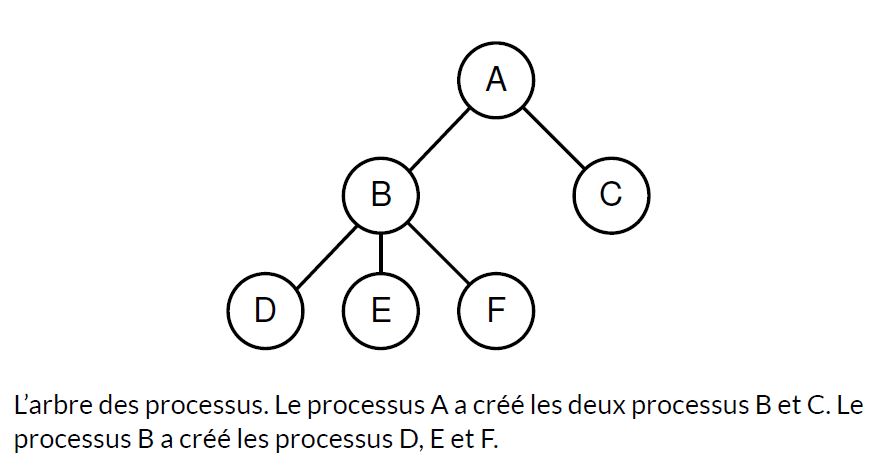 A
B C
D E F
L’arbre des processus. Le processus A a créé les deux processus B et C. Le
processus B a créé les processus D, E et F.